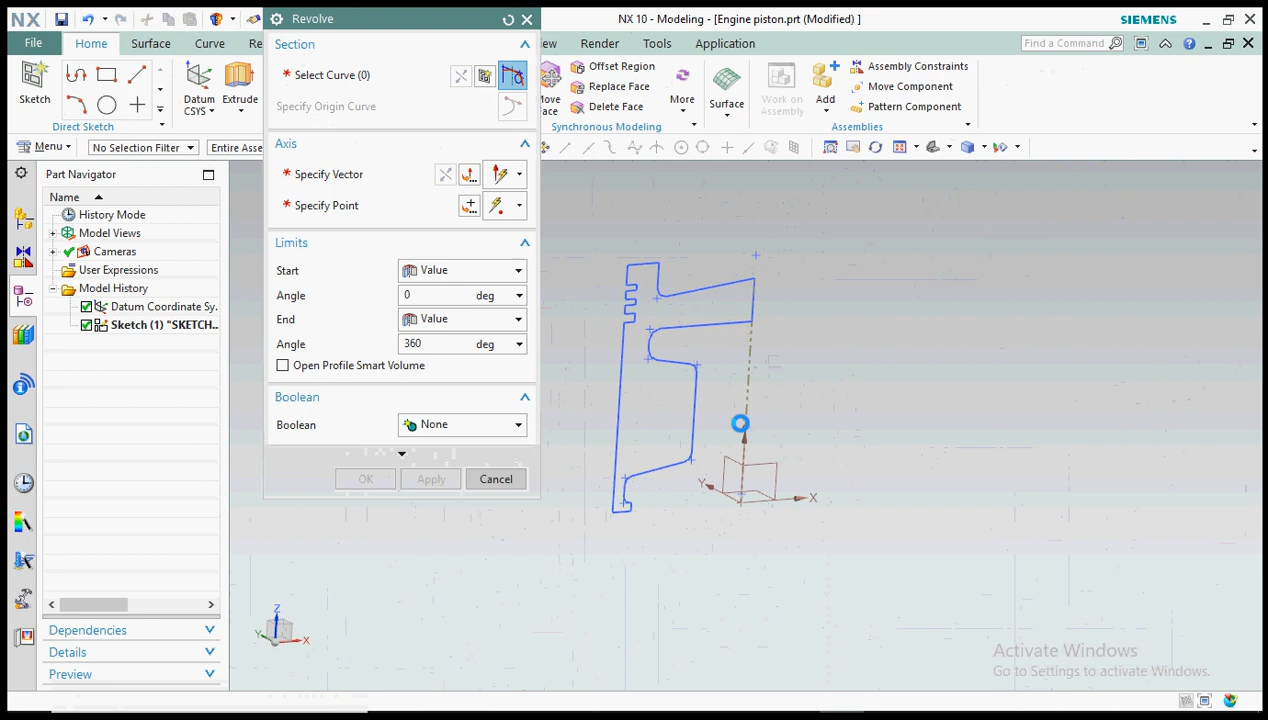 NX
NX 10 - Modeling - [Engine piston.prt (Modified) ]
SIEMENS
File
Home
Surface
Curve
Re
ew
Render
Tools
Application
Find a Command
Sketch
Direct Sketch
Datum CSYS
Extrude
Move Face
Offset Region
Replace Face
Delete Face
More
Synchronous Modeling
Surface
Work on Assembly
Add
Assembly Constraints
Move Component
Pattern Component
Assemblies
Menu
No Selection Filter
Entire Asse
Part Navigator
Name
History Mode
Model Views
Cameras
User Expressions
Model History
Datum Coordinate Sy.
Sketch (1) "SKETCH...
Dependencies
Details
Preview
Revolve
Section
* Select Curve (0)
Specify Origin Curve
Axis
* Specify Vector
* Specify Point
Limits
Start
Value
Angle
0
deg
End
Value
Angle
360
deg
Open Profile Smart Volume
Boolean
Boolean
None
OK
Apply
Cancel
Y
X
Z
Y
X
Activate Windows
Go to Settings to activate Windows.